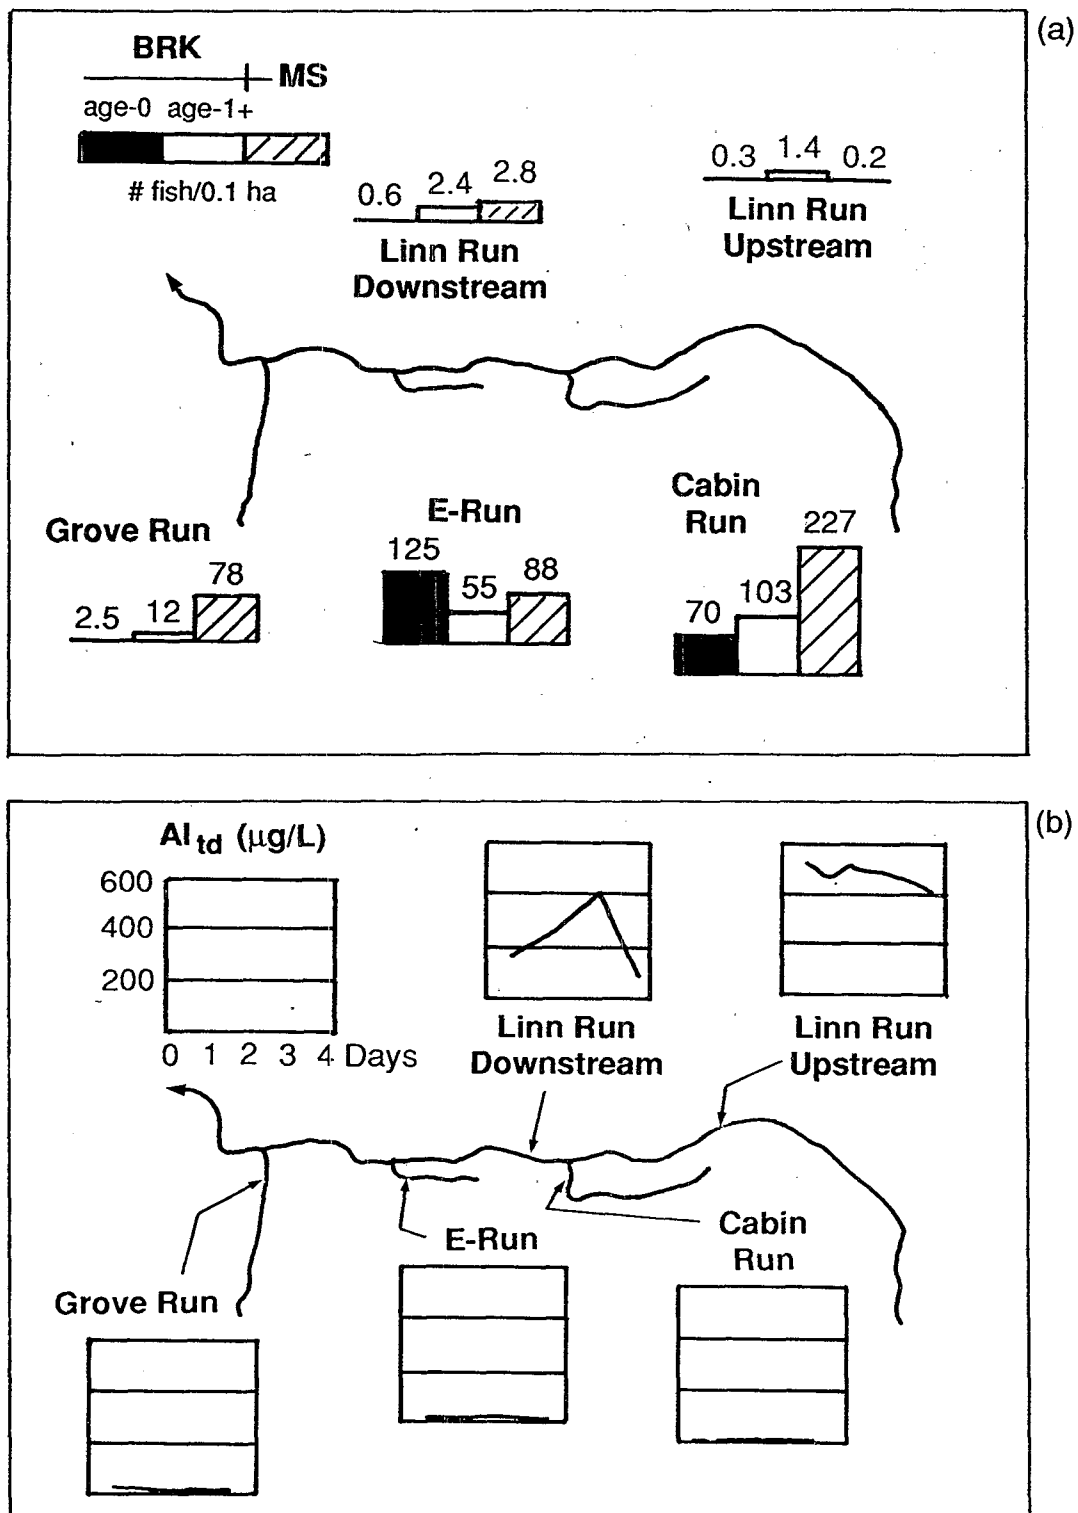 (a)
BRK
MS
age-0 age-1+
# fish/0.1 ha
0.6 2.4 2.8
Linn Run
Downstream
0.3 1.4 0.2
Linn Run
Upstream
Grove Run
2.5 12 78
E-Run
125 55 88
Cabin
Run
70 103 227
(b)
Al td (µg/L)
600
400
200
0 1 2 3 4 Days
Linn Run
Downstream
Linn Run
Upstream
E-Run
Cabin
Run
Grove Run